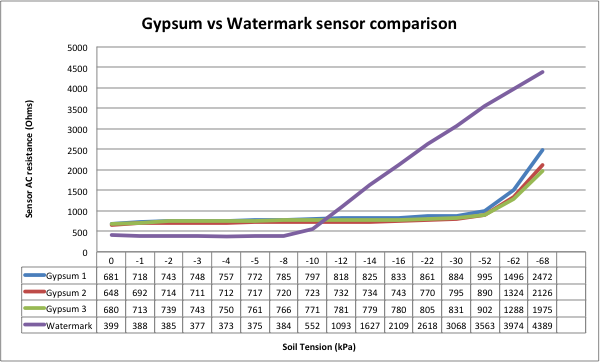 Gypsum vs Watermark sensor comparison
Sensor AC resistance (Ohms)
5000
4500
4000
3500
3000
2500
2000
1500
1000
500
0
0 -1 -2 -3 -4 -5 -8 -10 -12 -14 -16 -22 -30 -52 -62 -68
Gypsum 1 681 718 743 748 757 772 785 797 818 825 833 861 884 995 1496 2472
Gypsum 2 648 692 714 711 712 717 720 723 732 734 743 770 795 890 1324 2126
Gypsum 3 680 713 739 743 750 761 766 771 781 779 780 805 831 902 1288 1975
Watermark 399 388 385 377 373 375 384 552 1093 1627 2109 2618 3068 3563 3974 4389
Soil Tension (kPa)